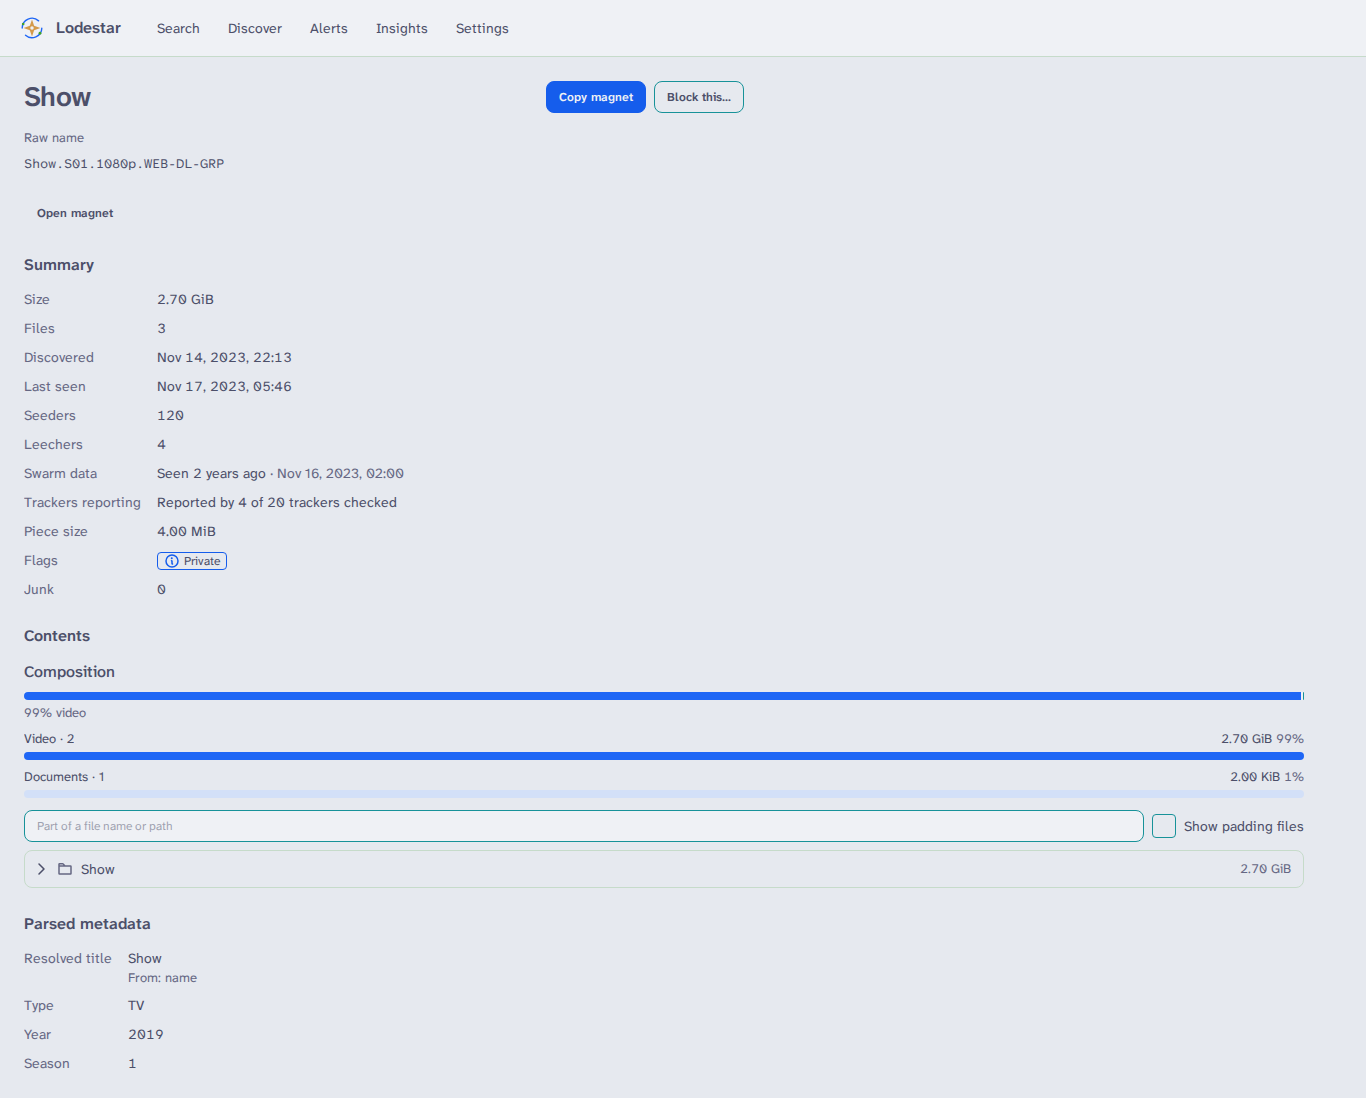 Lodestar Search Discover Alerts Insights Settings
Show Copy magnet Block this...
Raw name
Show.S01.1080p.WEB-DL-GRP
Open magnet
Summary
Size 2.70 GiB
Files 3
Discovered Nov 14, 2023, 22:13
Last seen Nov 17, 2023, 05:46
Seeders 120
Leechers 4
Swarm data Seen 2 years ago · Nov 16, 2023, 02:00
Trackers reporting Reported by 4 of 20 trackers checked
Piece size 4.00 MiB
Flags Private
Junk 0
Contents
Composition
99% video
Video · 2 2.70 GiB 99%
Documents · 1 2.00 KiB 1%
Part of a file name or path Show padding files
Show 2.70 GiB
Parsed metadata
Resolved title Show
From: name
Type TV
Year 2019
Season 1